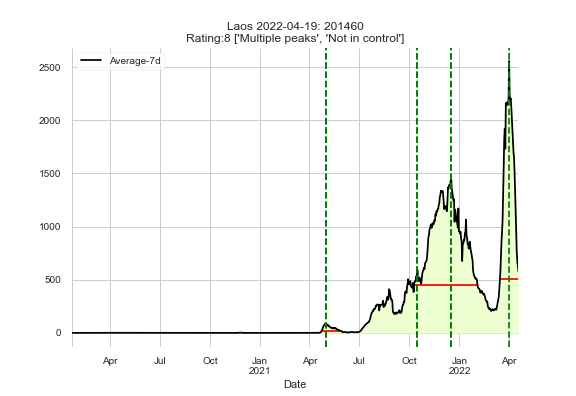 Laos 2022-04-19: 201460
Rating:8 ['Multiple peaks', 'Not in control']
Average-7d
2500
2000
1500
1000
500
0
Apr Jul Oct Jan Apr Jul Oct Jan Apr
2021 2022
Date